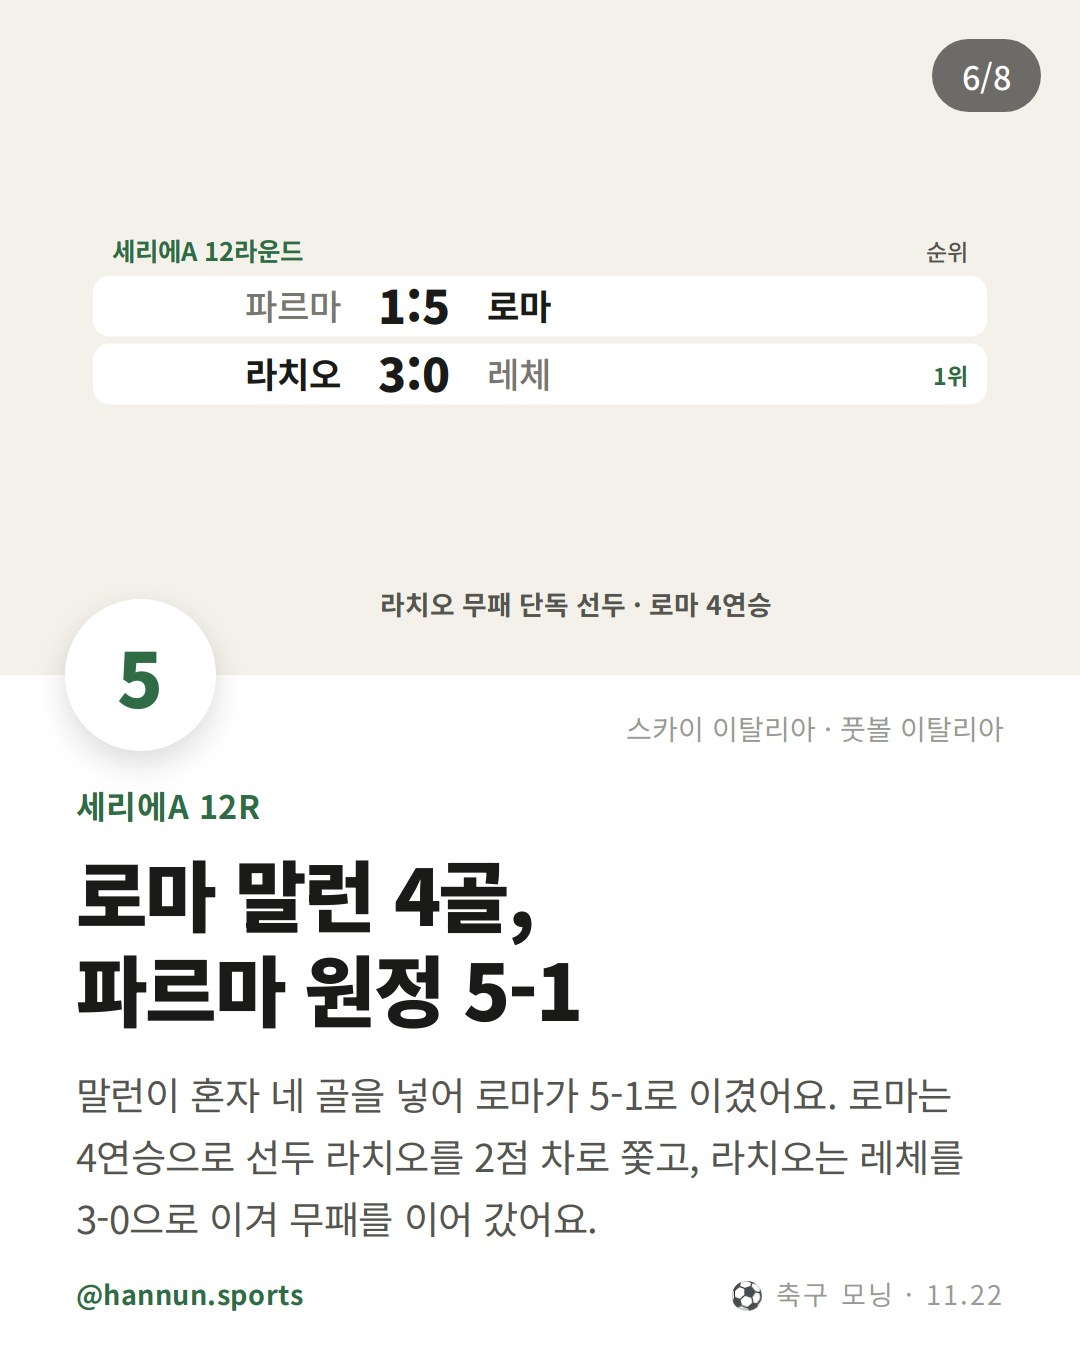 6/8
세리에A 12라운드 순위
파르마 1:5 로마
라치오 3:0 레체 1위
라치오 무패 단독 선두 · 로마 4연승
5
스카이 이탈리아 · 풋볼 이탈리아
세리에A 12R
로마 말런 4골,
파르마 원정 5-1
말런이 혼자 네 골을 넣어 로마가 5-1로 이겼어요. 로마는
4연승으로 선두 라치오를 2점 차로 쫓고, 라치오는 레체를
3-0으로 이겨 무패를 이어 갔어요.
@hannun.sports ⚽ 축구 모닝 · 11.22